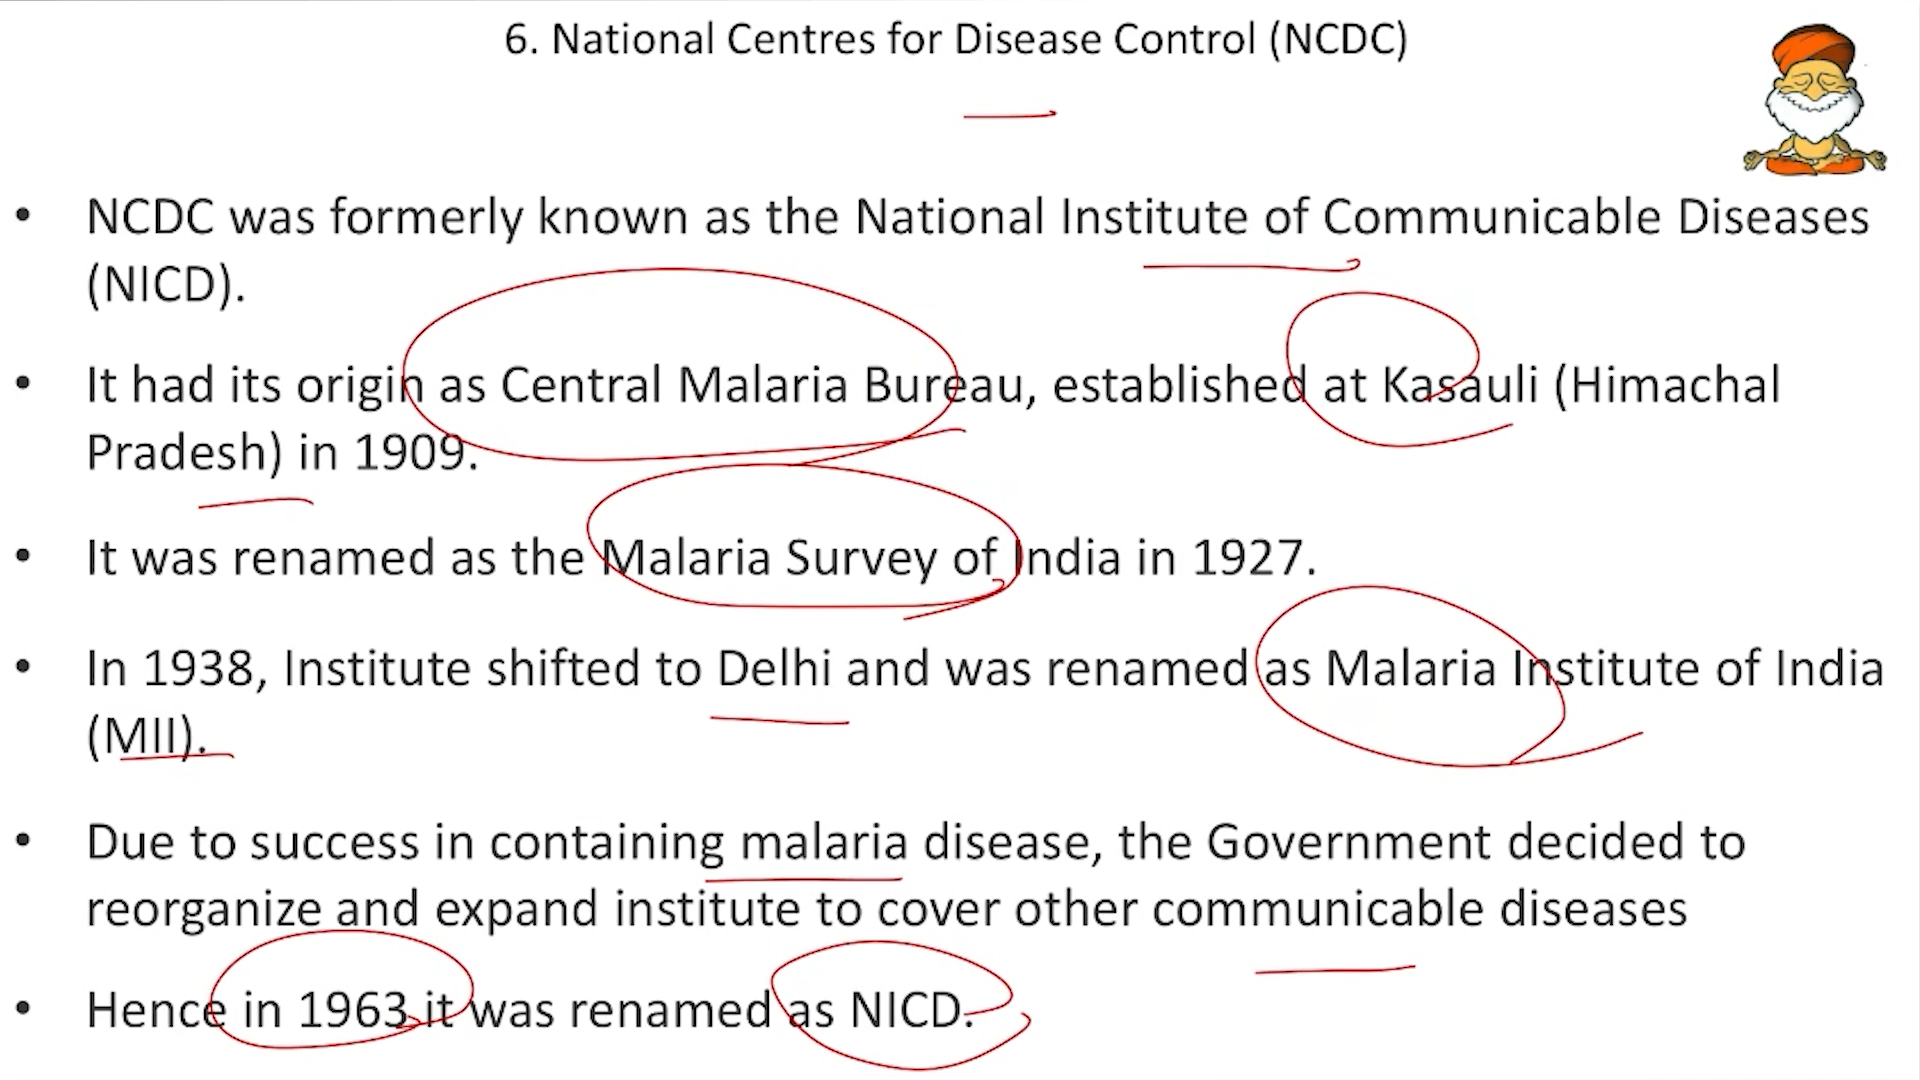 6. National Centres for Disease Control (NCDC)
• NCDC was formerly known as the National Institute of Communicable Diseases
(NICD).
• It had its origin as Central Malaria Bureau, established at Kasauli (Himachal
Pradesh) in 1909.
• It was renamed as the Malaria Survey of India in 1927.
• In 1938, Institute shifted to Delhi and was renamed as Malaria Institute of India
(MII).
• Due to success in containing malaria disease, the Government decided to
reorganize and expand institute to cover other communicable diseases
• Hence in 1963 it was renamed as NICD.